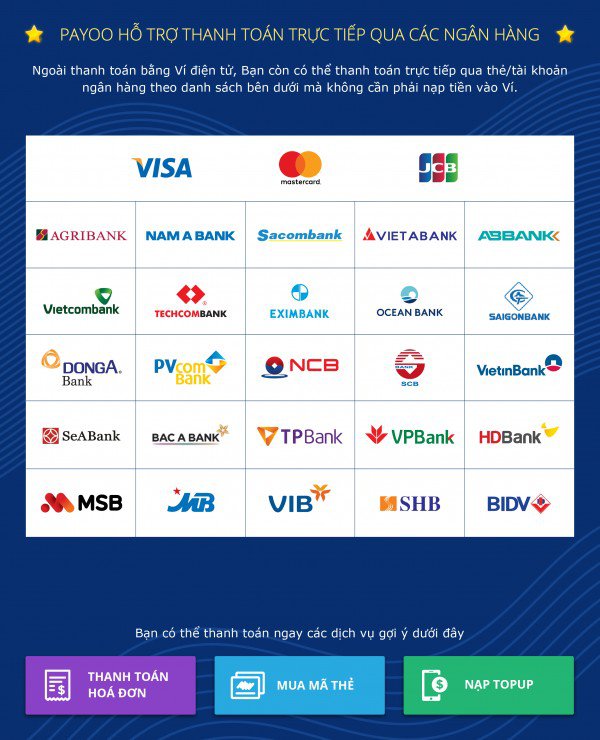 PAYOO HỖ TRỢ THANH TOÁN TRỰC TIẾP QUA CÁC NGÂN HÀNG
Ngoài thanh toán bằng Ví điện tử, Bạn còn có thể thanh toán trực tiếp qua thẻ/tài khoản
ngân hàng theo danh sách bên dưới mà không cần phải nạp tiền vào Ví.
VISA
mastercard.
JCB
AGRIBANK
NAM A BANK
Sacombank
VIETABANK
ABBANK
Vietcombank
TECHCOMBANK
EXIMBANK
OCEAN BANK
SAIGONBANK
DONGA
Bank
PVcom
Bank
NCB
BANK
SCB
VietinBank
SeABank
BAC A BANK
TPBank
VPBank
HDBank
MSB
MB
VIB
SHB
BIDV
Bạn có thể thanh toán ngay các dịch vụ gợi ý dưới đây
THANH TOÁN
HOÁ ĐƠN
MUA MÃ THẺ
NẠP TOPUP